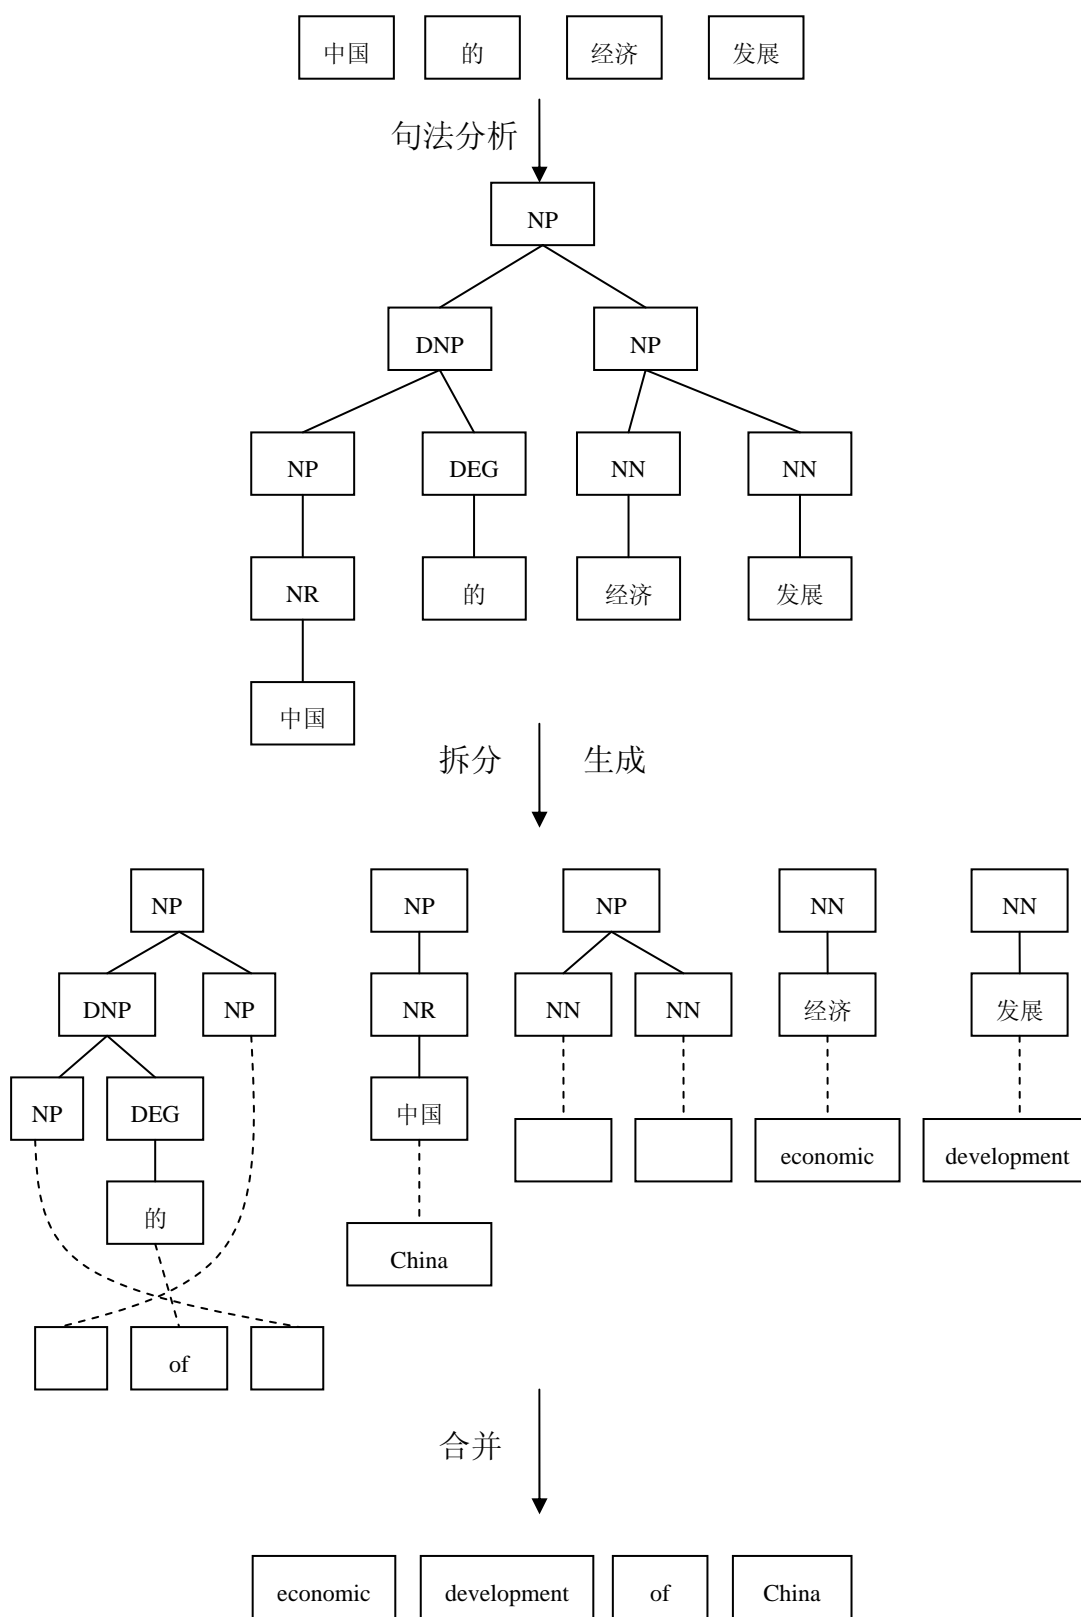 中国 的 经济 发展
句法分析
NP
DNP NP
NP DEG NN NN
NR 的 经济 发展
中国
拆分 生成
NP NP NP NN NN
DNP NP NR NN NN 经济 发展
NP DEG 中国
economic development
的
China
of
合并
economic development of China